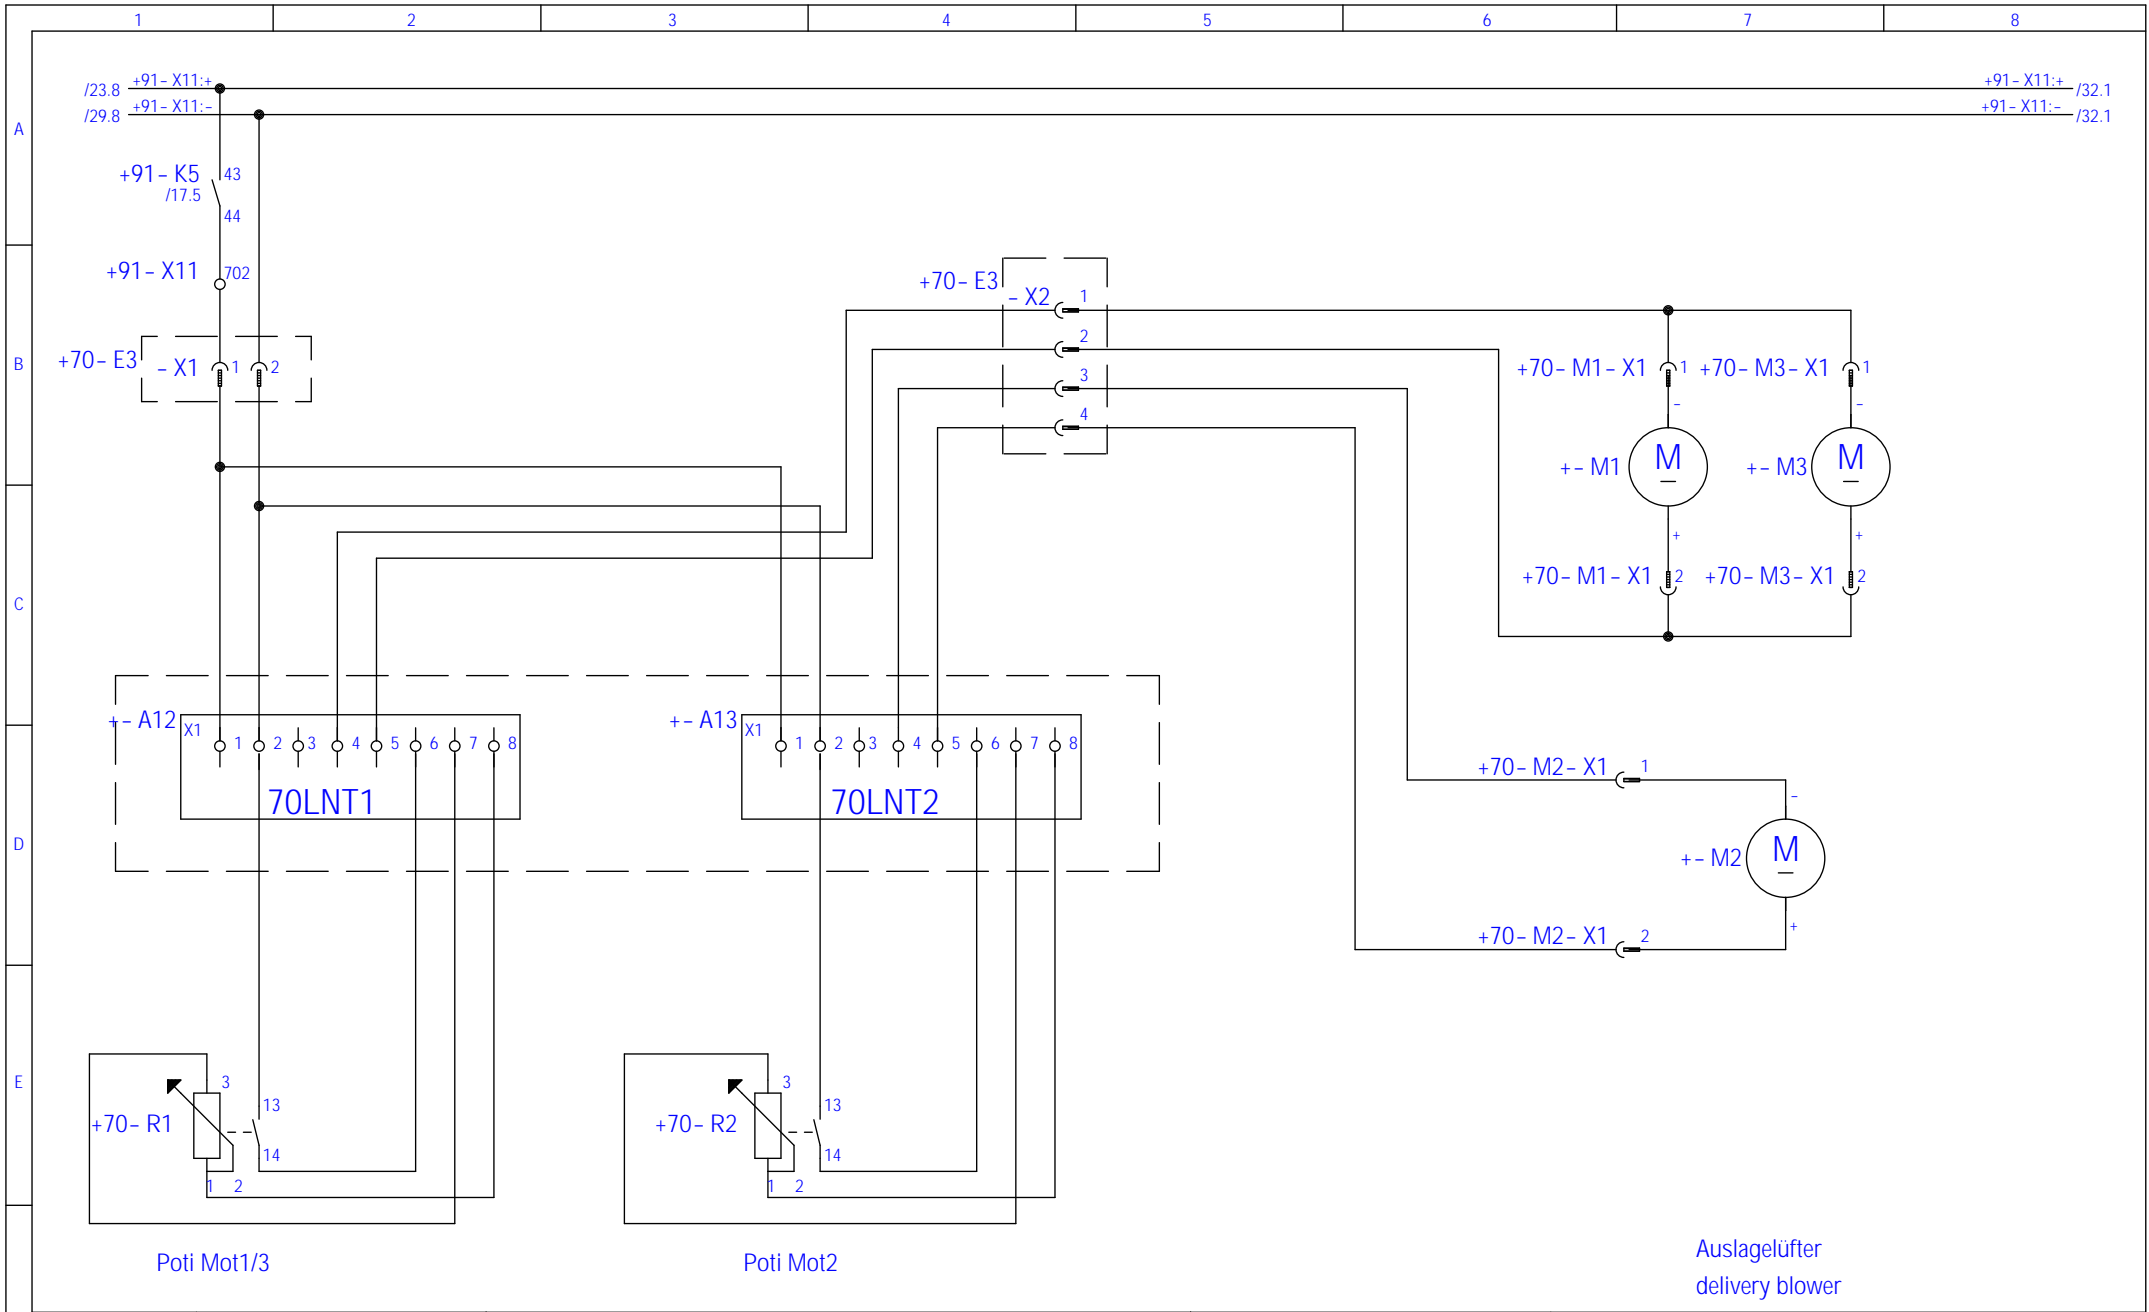 1 2 3 4 5 6 7 8
+91-X11:+ +91-X11:+
/23.8 /32.1
+91-X11:- +91-X11:-
/29.8 /32.1
A
+91-K5 43
/17.5
44
+91-X11 702
+70-E3
-X2 1
2
3
4
B
+70-E3 -X1 1 2
+70-M1-X1 1 +70-M3-X1 1
- -
+-M1 M +-M3 M
+ +
+70-M1-X1 2 +70-M3-X1 2
C
+-A12 X1 1 2 3 4 5 6 7 8
70LNT1
+-A13 X1 1 2 3 4 5 6 7 8
70LNT2
+70-M2-X1 1
-
D
+-M2 M
+
+70-M2-X1 2
E
3 13
+70-R1
14
1 2
3 13
+70-R2
14
1 2
Poti Mot1/3
Poti Mot2
Auslagelüfter
delivery blower